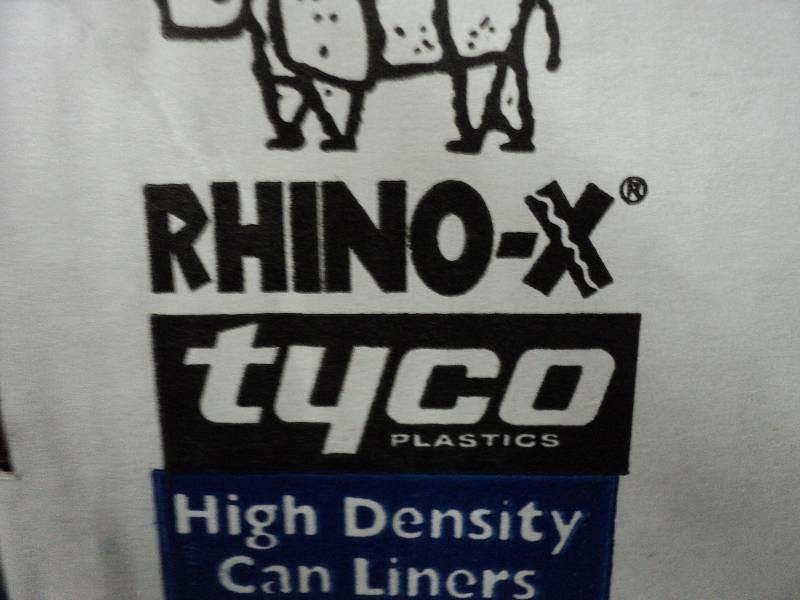 RHINO-X®
tyco
PLASTICS
High Density
Can Liners